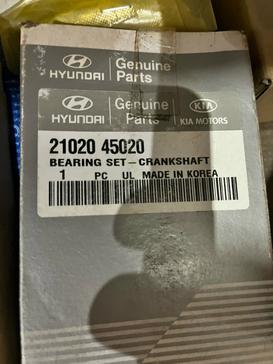 HYUNDAI Genuine Parts
HYUNDAI Genuine Parts KIA KIA MOTORS
21020 45020
BEARING SET-CRANKSHAFT
1 PC UL MADE IN KOREA